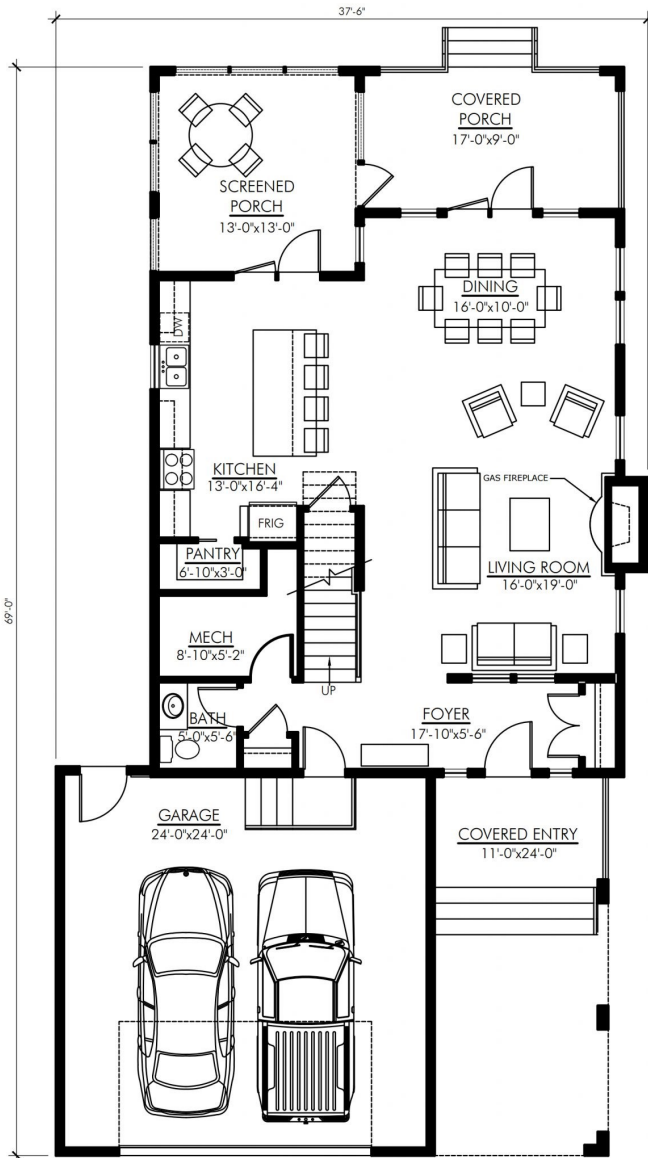 37'-6"
COVERED
PORCH
17'-0"x9'-0"
SCREENED
PORCH
13'-0"x13'-0"
DINING
16'-0"x10'-0"
DW
KITCHEN
13'-0"x16'-4"
GAS FIREPLACE
FRIG
PANTRY
6'-10"x3'-0"
LIVING ROOM
16'-0"x19'-0"
69'-0"
MECH
8'-10"x5'-2"
UP
BATH
5'-0"x5'-6"
FOYER
17'-10"x5'-6"
GARAGE
24'-0"x24'-0"
COVERED ENTRY
11'-0"x24'-0"